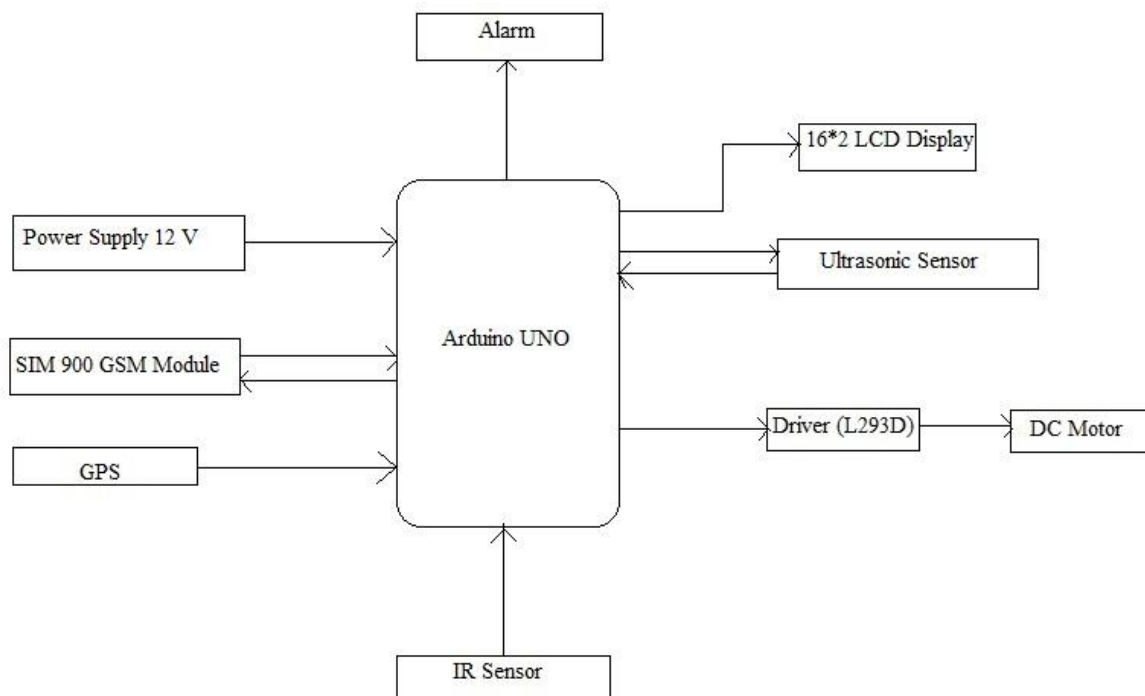 Alarm
16*2 LCD Display
Power Supply 12 V
Ultrasonic Sensor
Arduino UNO
SIM 900 GSM Module
Driver (L293D)
DC Motor
GPS
IR Sensor